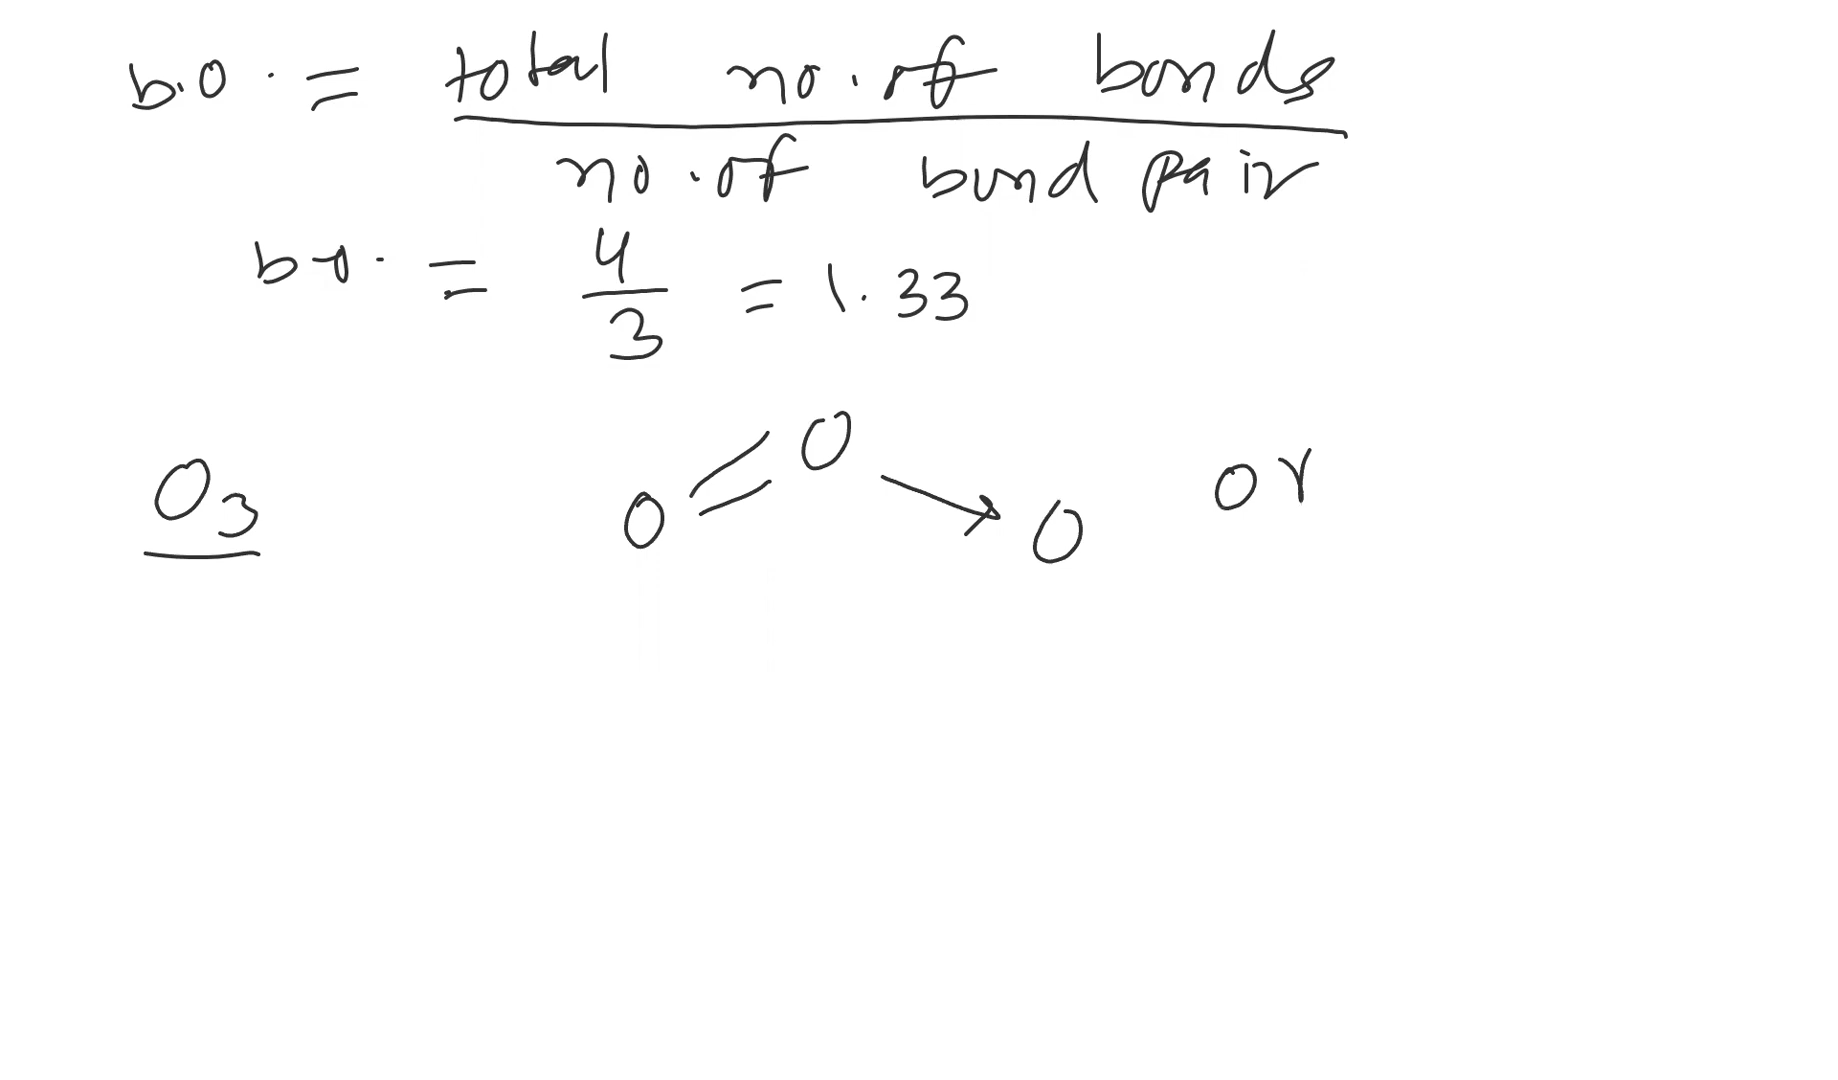 b.o. = total no. of bonds
no. of bond pair
b.o. = 4/3 = 1.33
O3 O=O→O or